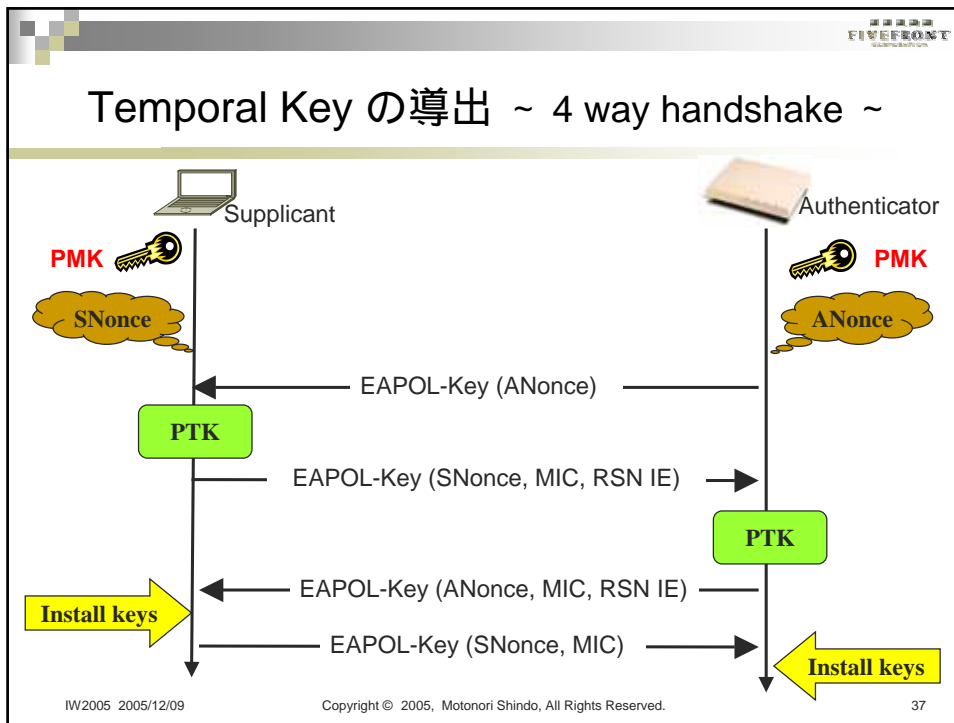 FIVEFRONT
CORPORATION
Temporal Key の導出 ~ 4 way handshake ~
Supplicant
Authenticator
PMK
PMK
SNonce
ANonce
EAPOL-Key (ANonce)
PTK
EAPOL-Key (SNonce, MIC, RSN IE)
PTK
EAPOL-Key (ANonce, MIC, RSN IE)
Install keys
EAPOL-Key (SNonce, MIC)
Install keys
IW2005 2005/12/09
Copyright © 2005, Motonori Shindo, All Rights Reserved.
37